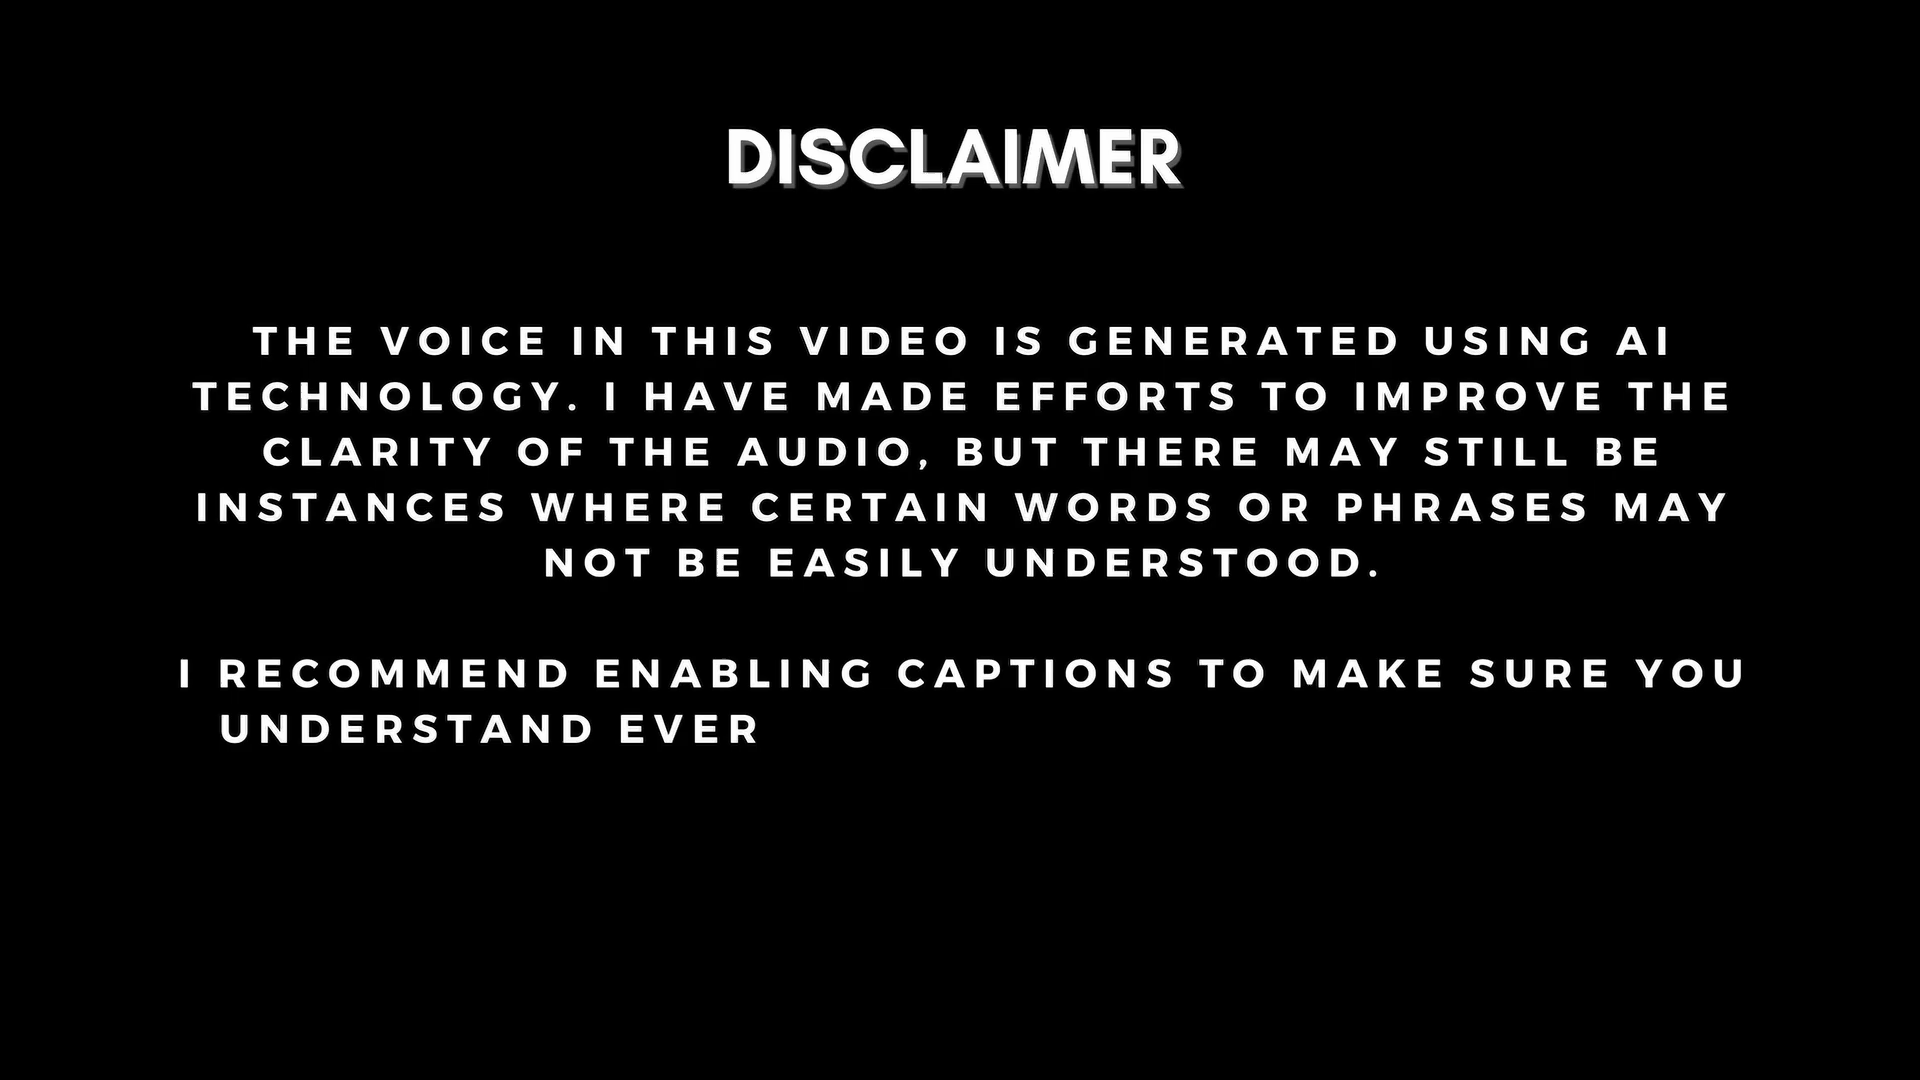 DISCLAIMER
THE VOICE IN THIS VIDEO IS GENERATED USING AI
TECHNOLOGY. I HAVE MADE EFFORTS TO IMPROVE THE
CLARITY OF THE AUDIO, BUT THERE MAY STILL BE
INSTANCES WHERE CERTAIN WORDS OR PHRASES MAY
NOT BE EASILY UNDERSTOOD.
I RECOMMEND ENABLING CAPTIONS TO MAKE SURE YOU
UNDERSTAND EVER